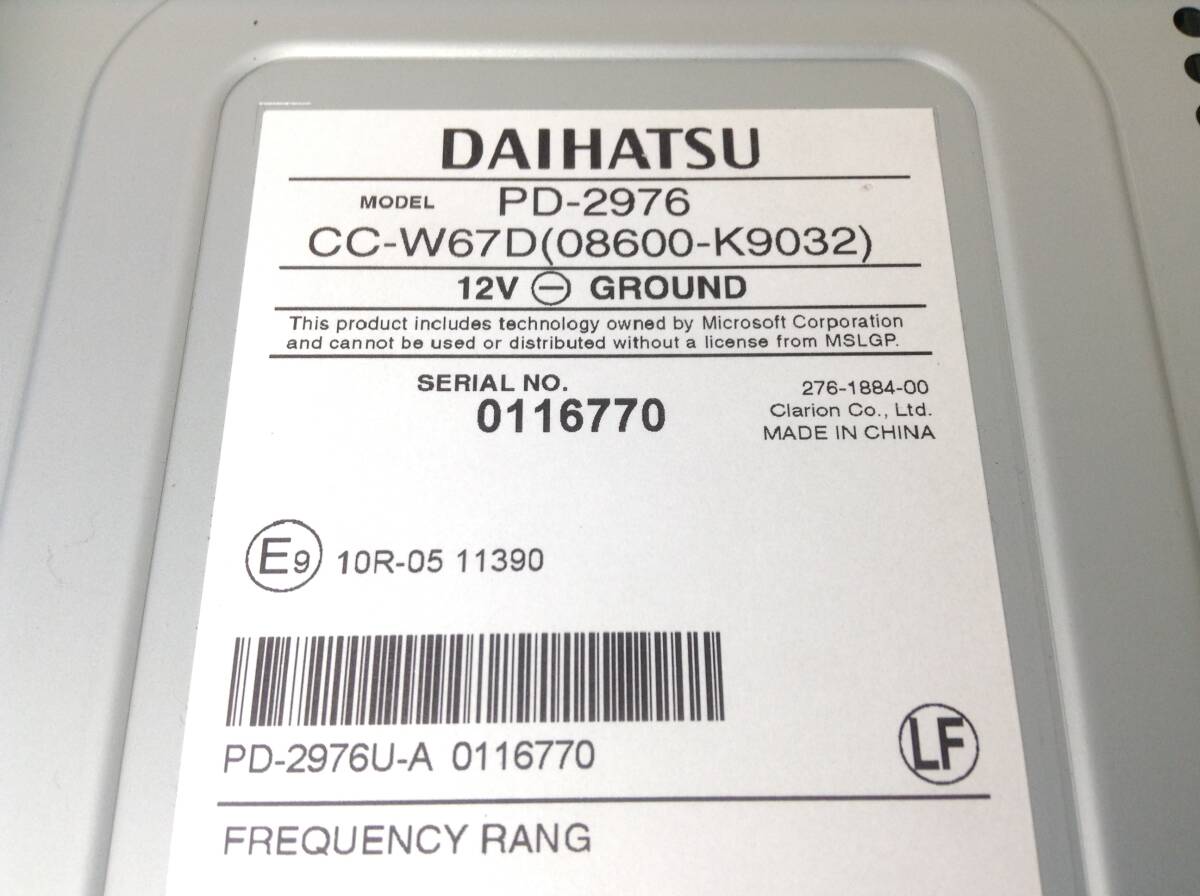 DAIHATSU
MODEL PD-2976
CC-W67D(08600-K9032)
12V ⊖ GROUND
This product includes technology owned by Microsoft Corporation
and cannot be used or distributed without a license from MSLGP.
SERIAL NO.
0116770
276-1884-00
Clarion Co., Ltd.
MADE IN CHINA
E9 10R-05 11390
PD-2976U-A 0116770
LF
FREQUENCY RANG